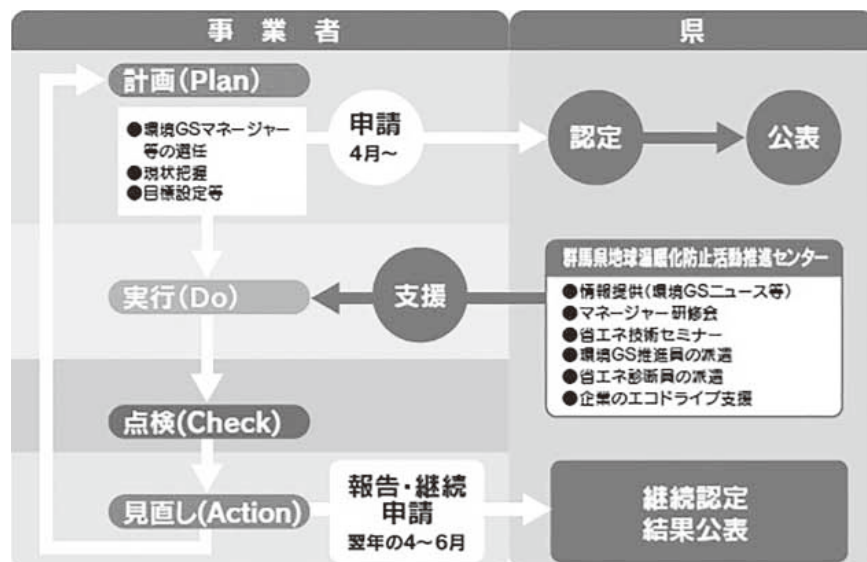 事業者
県
計画(Plan)
●環境GSマネージャー
等の選任
●現状把握
●目標設定等
申請
4月～
認定
公表
実行(Do)
支援
群馬県地球温暖化防止活動推進センター
●情報提供(環境GSニュース等)
●マネージャー研修会
●省エネ技術セミナー
●環境GS推進員の派遣
●省エネ診断員の派遣
●企業のエコドライブ支援
点検(Check)
見直し(Action)
報告・継続
申請
翌年の4～6月
継続認定
結果公表